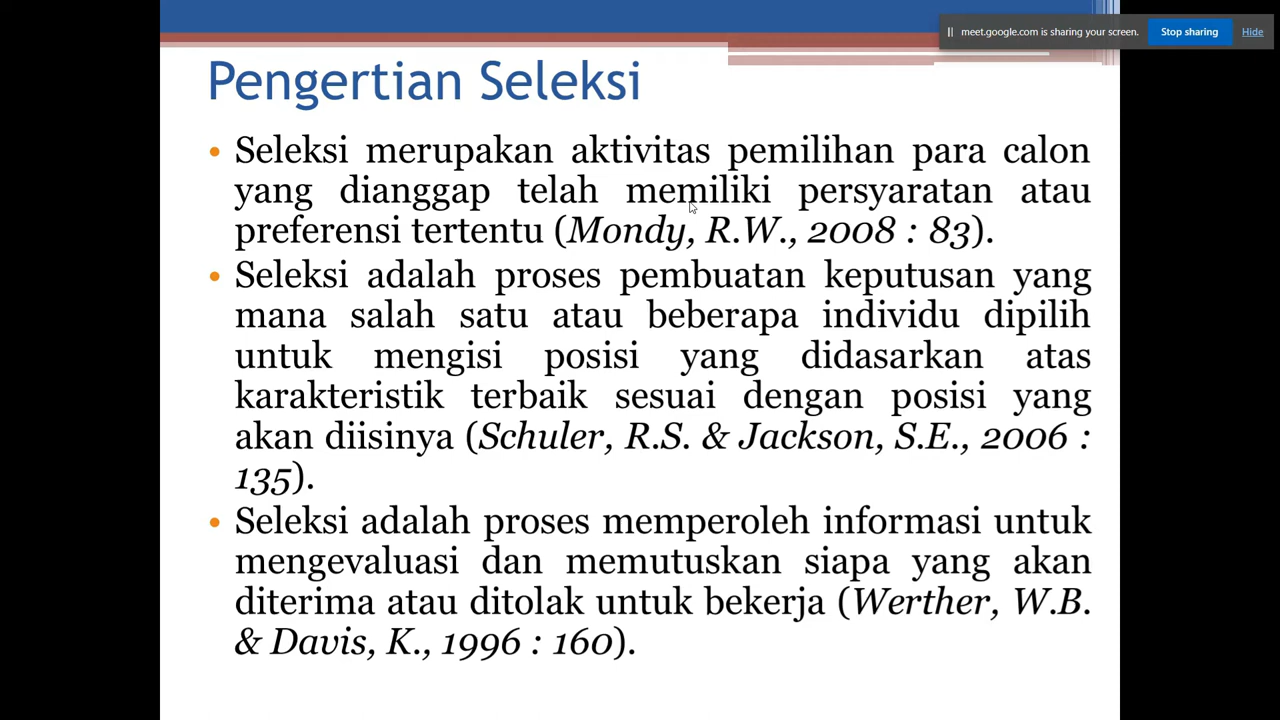 || meet.google.com is sharing your screen. Stop sharing Hide
Pengertian Seleksi
• Seleksi merupakan aktivitas pemilihan para calon
yang dianggap telah memiliki persyaratan atau
preferensi tertentu (Mondy, R.W., 2008 : 83).
• Seleksi adalah proses pembuatan keputusan yang
mana salah satu atau beberapa individu dipilih
untuk mengisi posisi yang didasarkan atas
karakteristik terbaik sesuai dengan posisi yang
akan diisinya (Schuler, R.S. & Jackson, S.E., 2006 :
135).
• Seleksi adalah proses memperoleh informasi untuk
mengevaluasi dan memutuskan siapa yang akan
diterima atau ditolak untuk bekerja (Werther, W.B.
& Davis, K., 1996 : 160).